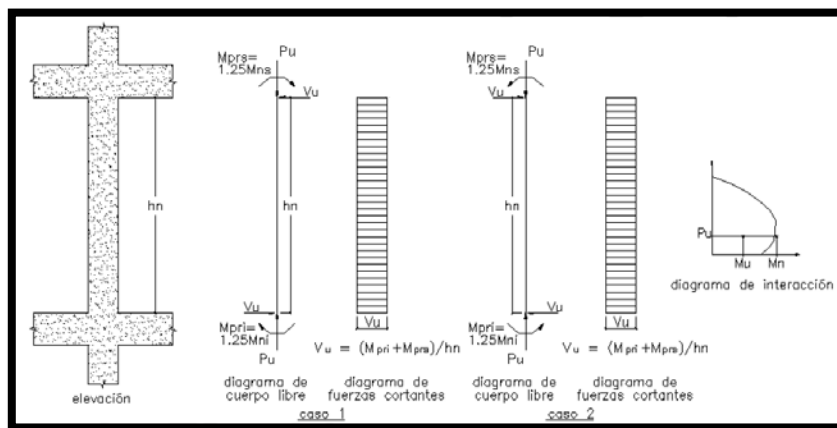 hn
elevación
Mprs=
1.25Mns
Pu
Vu
hn
Vu
Mpri=
1.25Mni
Pu
diagrama de
cuerpo libre
Vu
Vu = (Mpri+Mprs)/hn
diagrama de
fuerzas cortantes
caso 1
Mprs=
1.25Mns
Pu
Vu
hn
Vu
Mpri=
1.25Mni
Pu
diagrama de
cuerpo libre
Vu
Vu = (Mpri+Mprs)/hn
diagrama de
fuerzas cortantes
caso 2
Pu
Mu Mn
diagrama de interacción